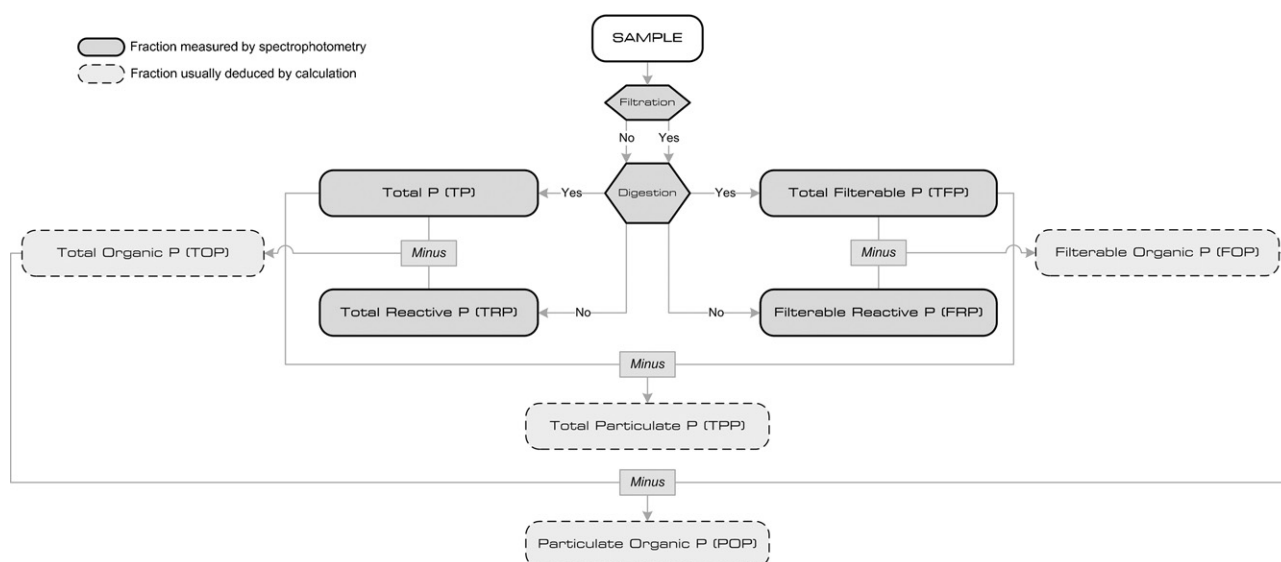 SAMPLE
Fraction measured by spectrophotometry
Fraction usually deduced by calculation
Filtration
No Yes
Total P (TP)
Yes
Digestion
Yes
Total Filterable P (TFP)
Total Organic P (TOP)
Minus
Minus
Filterable Organic P (FOP)
Total Reactive P (TRP)
No
No
Filterable Reactive P (FRP)
Minus
Total Particulate P (TPP)
Minus
Particulate Organic P (POP)